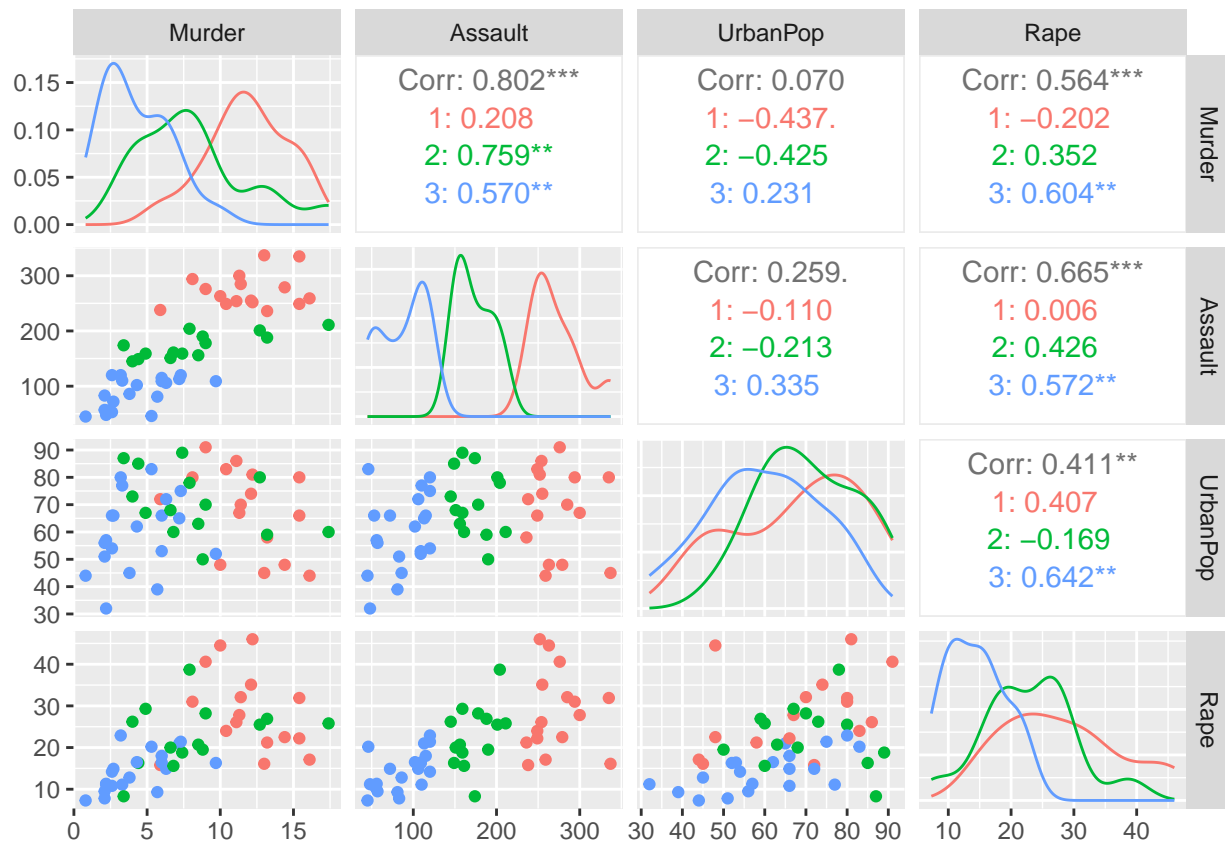 Murder
Assault
UrbanPop
Rape
0.15
0.10
0.05
0.00
Corr: 0.802***
1: 0.208
2: 0.759**
3: 0.570**
Corr: 0.070
1: −0.437.
2: −0.425
3: 0.231
Corr: 0.564***
1: −0.202
2: 0.352
3: 0.604**
Murder
300
200
100
Corr: 0.259.
1: −0.110
2: −0.213
3: 0.335
Corr: 0.665***
1: 0.006
2: 0.426
3: 0.572**
Assault
90
80
70
60
50
40
30
Corr: 0.411**
1: 0.407
2: −0.169
3: 0.642**
UrbanPop
40
30
20
10
Rape
0 5 10 15
100 200 300
30 40 50 60 70 80 90
10 20 30 40